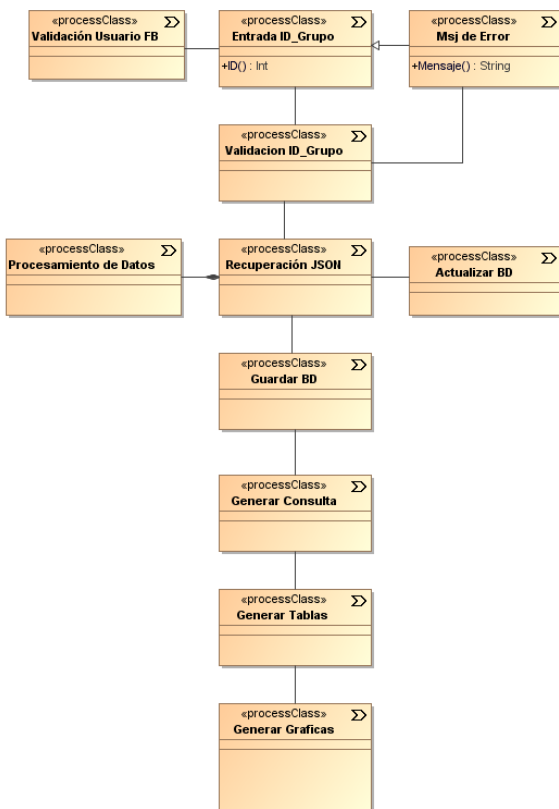 «processClass»
Validación Usuario FB
«processClass»
Entrada ID_Grupo
+ID() : Int
«processClass»
Msj de Error
+Mensaje() : String
«processClass»
Validacion ID_Grupo
«processClass»
Procesamiento de Datos
«processClass»
Recuperación JSON
«processClass»
Actualizar BD
«processClass»
Guardar BD
«processClass»
Generar Consulta
«processClass»
Generar Tablas
«processClass»
Generar Graficas